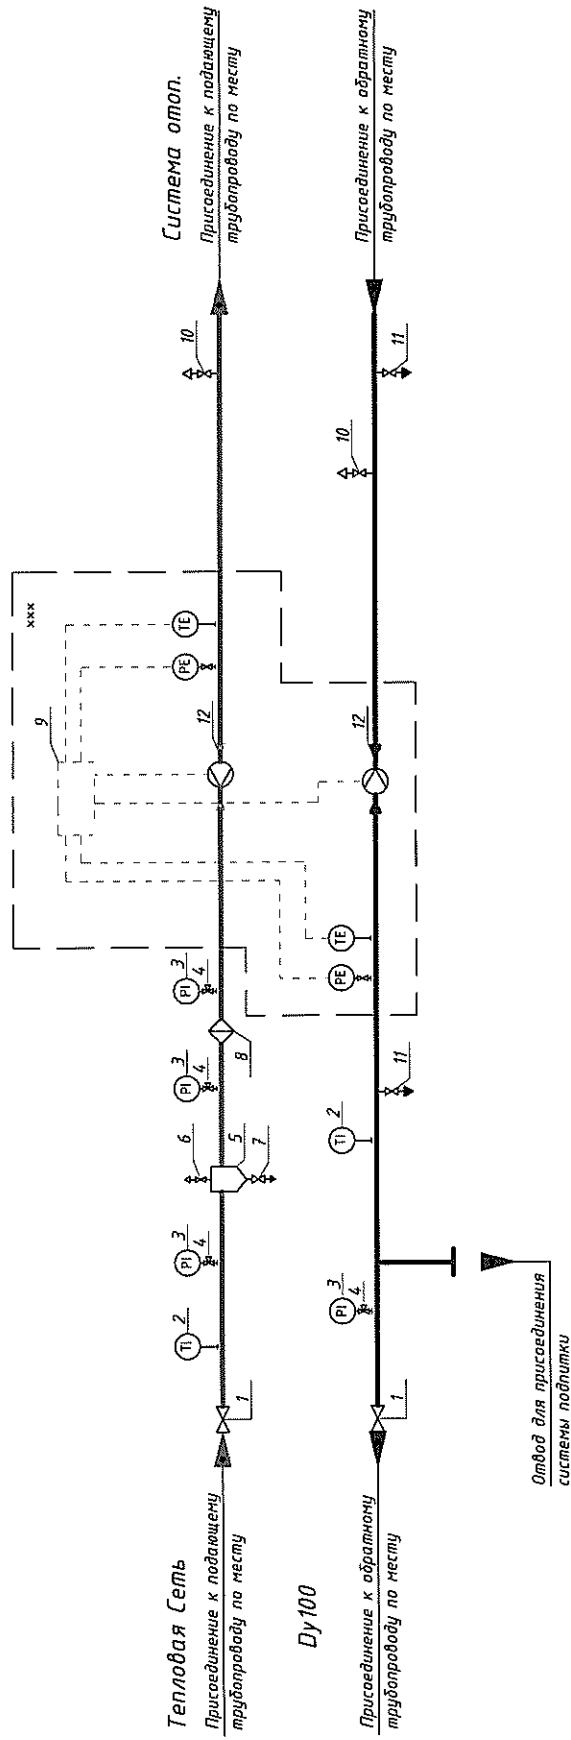 Тепловая Сеть
Присоединение к подающему
трубопроводу по месту
Dy100
Присоединение к обратному
трубопроводу по месту
Отвод для присоединения
системы подпитки
1
TI
2
PI
3
4
6
5
7
PI
3
4
8
PI
3
4
9
xxx
12
PE
TE
10
Система отоп.
Присоединение к подающему
трубопроводу по месту
1
PI
3
4
TI
2
11
PE
TE
12
10
11
Присоединение к обратному
трубопроводу по месту